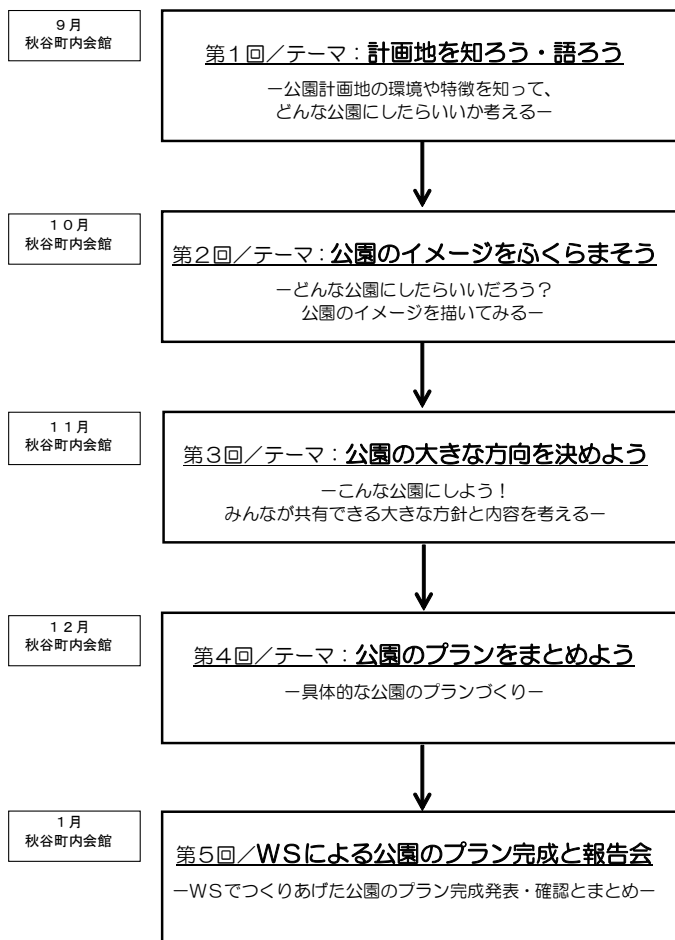 ９月
秋谷町内会館
第１回／テーマ：計画地を知ろう・語ろう
－公園計画地の環境や特徴を知って、
どんな公園にしたらいいか考える－
１０月
秋谷町内会館
第２回／テーマ：公園のイメージをふくらまそう
－どんな公園にしたらいいだろう？
公園のイメージを描いてみる－
１１月
秋谷町内会館
第３回／テーマ：公園の大きな方向を決めよう
－こんな公園にしよう！
みんなが共有できる大きな方針と内容を考える－
１２月
秋谷町内会館
第４回／テーマ：公園のプランをまとめよう
－具体的な公園のプランづくり－
１月
秋谷町内会館
第５回／ＷＳによる公園のプラン完成と報告会
－ＷＳでつくりあげた公園のプラン完成発表・確認とまとめ－